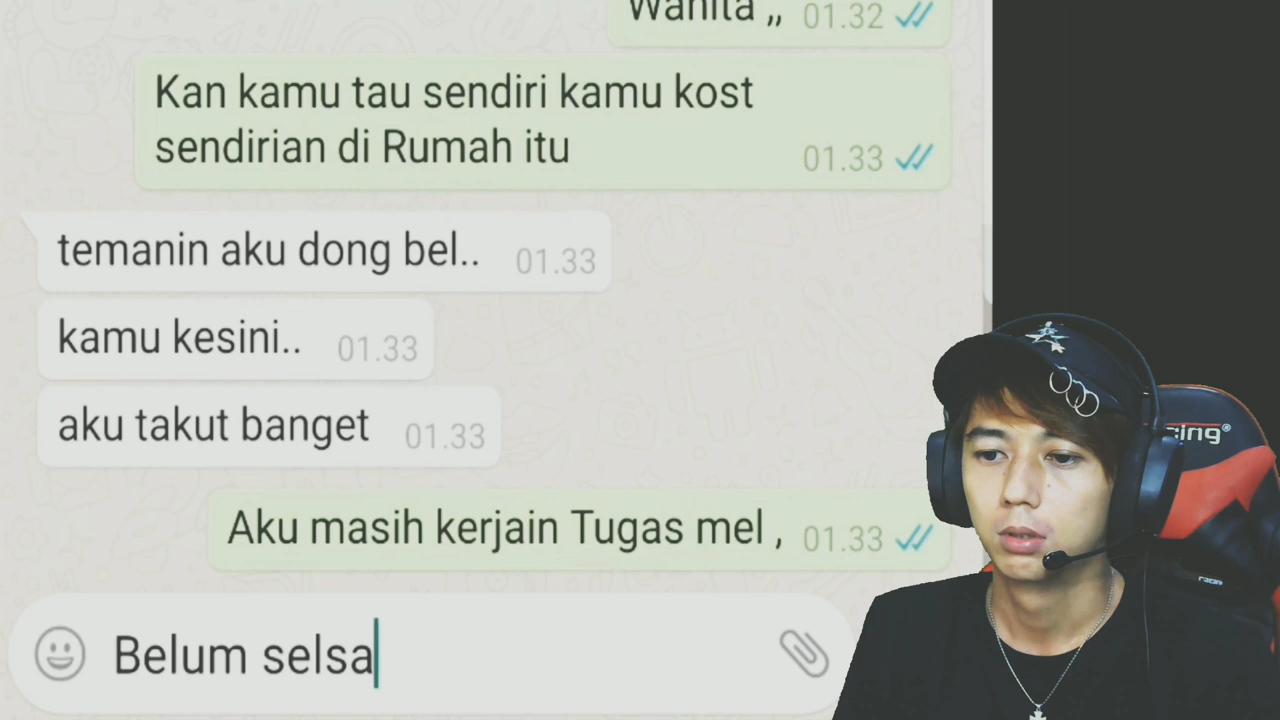 Wanita ,, 01.32
Kan kamu tau sendiri kamu kost
sendirian di Rumah itu 01.33
temanin aku dong bel.. 01.33
kamu kesini.. 01.33
aku takut banget 01.33
Aku masih kerjain Tugas mel , 01.33
Belum selsa